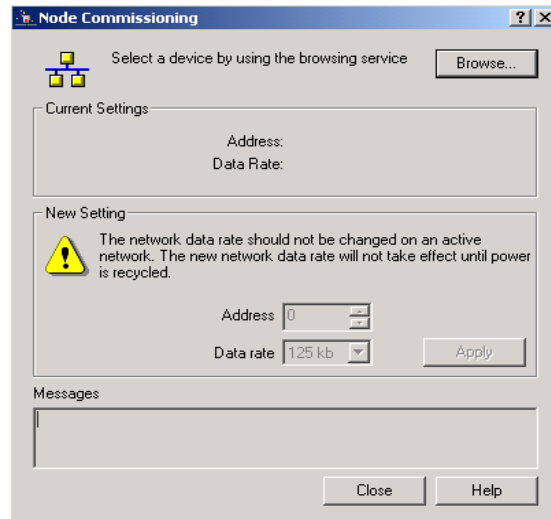 Node Commissioning
Select a device by using the browsing service
Browse...
Current Settings
Address:
Data Rate:
New Setting
The network data rate should not be changed on an active
network. The new network data rate will not take effect until power
is recycled.
Address 0
Data rate 125 kb
Apply
Messages
Close Help